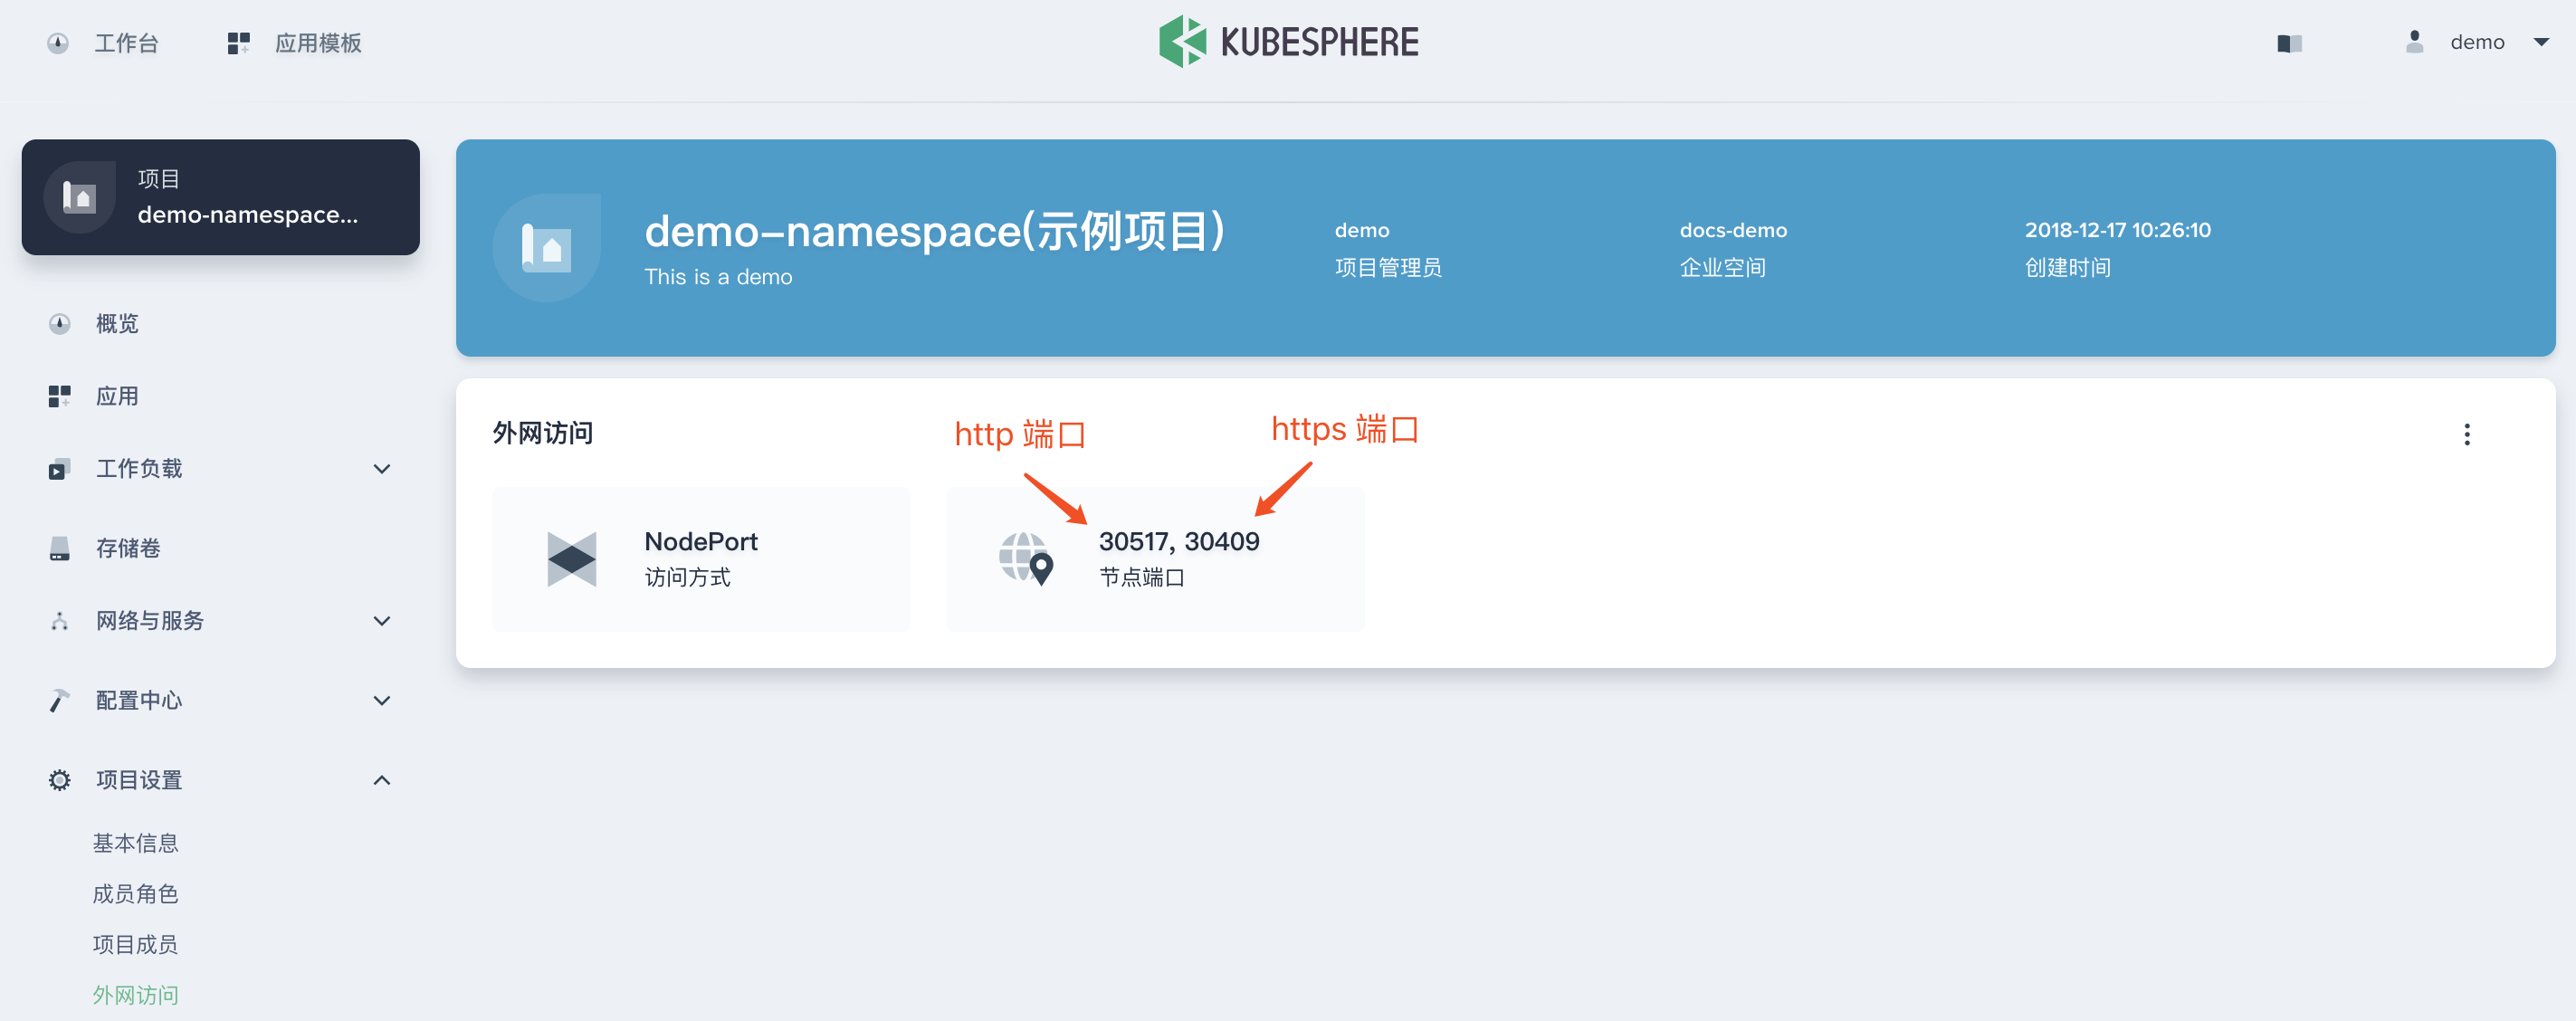 工作台
应用模板
KUBESPHERE
demo
项目
demo-namespace...
概览
应用
工作负载
存储卷
网络与服务
配置中心
项目设置
基本信息
成员角色
项目成员
外网访问
demo-namespace(示例项目)
This is a demo
demo
项目管理员
docs-demo
企业空间
2018-12-17 10:26:10
创建时间
外网访问
http 端口
https 端口
NodePort
访问方式
30517, 30409
节点端口